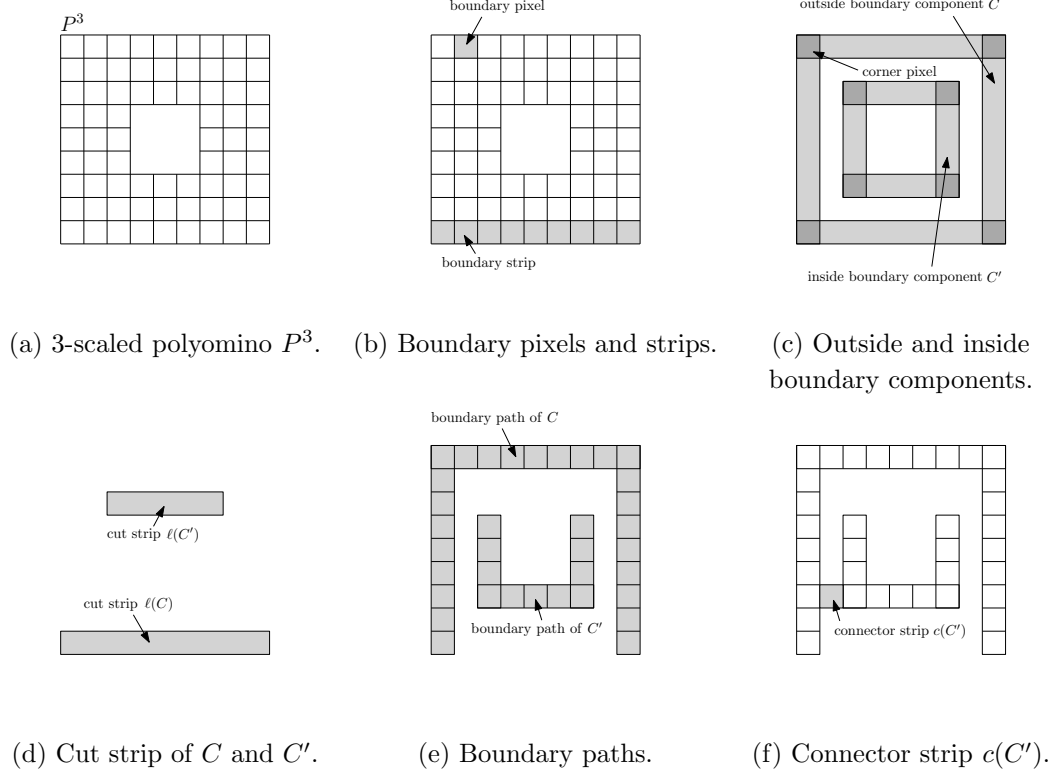 P³
boundary pixel
boundary strip
outside boundary component C
corner pixel
inside boundary component C′
(a) 3-scaled polyomino P³.
(b) Boundary pixels and strips.
(c) Outside and inside
boundary components.
cut strip ℓ(C′)
cut strip ℓ(C)
boundary path of C
boundary path of C′
connector strip c(C′)
(d) Cut strip of C and C′.
(e) Boundary paths.
(f) Connector strip c(C′).